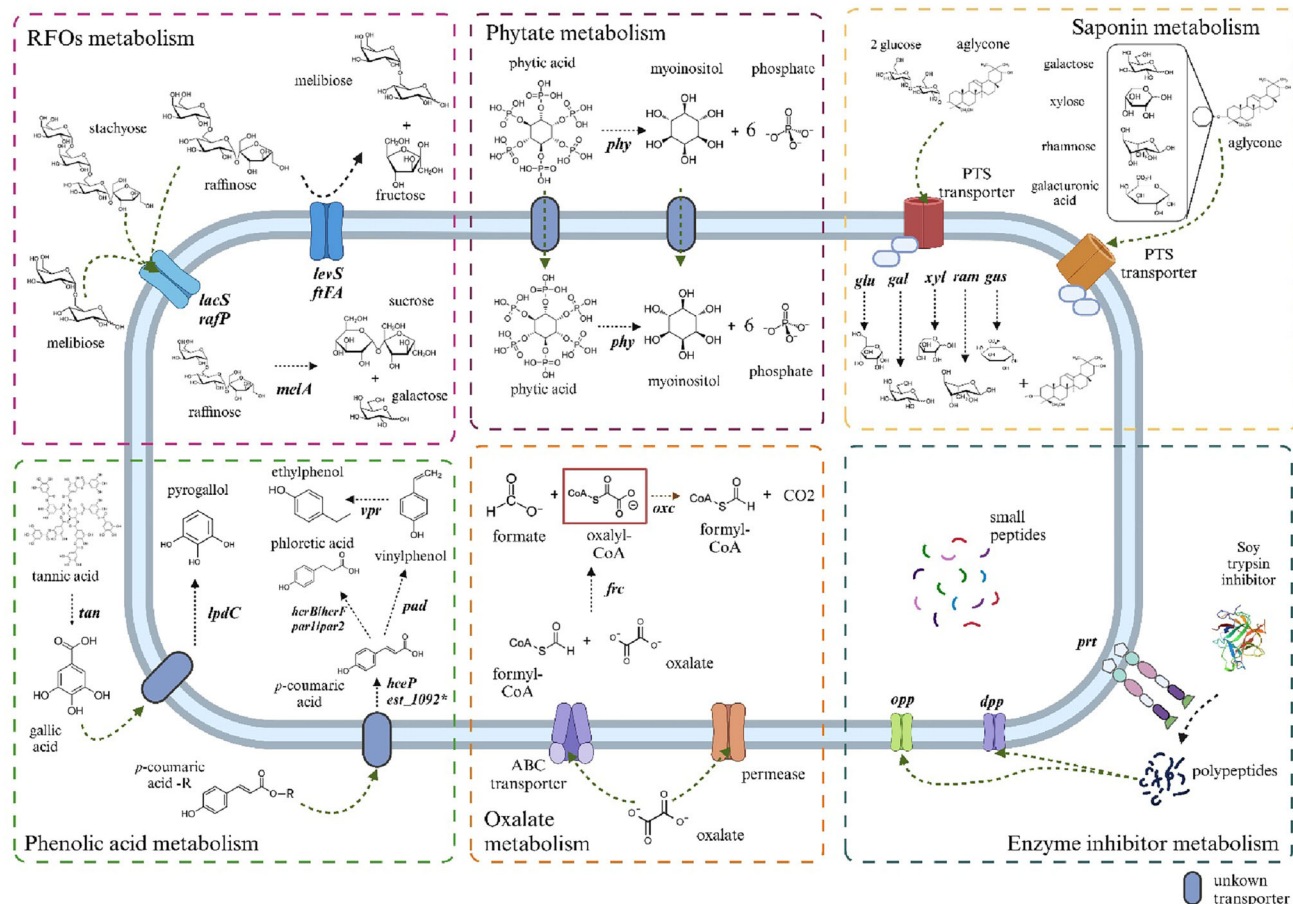 RFOs metabolism
melibiose
+
stachyose
raffinose
fructose
levS
ftFA
lacS
rafP
melibiose
sucrose
+
raffinose
melA
galactose
Phytate metabolism
phytic acid
myoinositol
phosphate
phy
+ 6
phytic acid
phy
myoinositol
+ 6
phosphate
Saponin metabolism
2 glucose
aglycone
galactose
xylose
rhamnose
galacturonic
acid
aglycone
PTS
transporter
PTS
transporter
glu
gal
xyl
ram
gus
+
tannic acid
tan
gallic
acid
pyrogallol
lpdC
ethylphenol
vpr
vinylphenol
phloretic acid
hcrB/hcrF
par1/par2
pad
p-coumaric
acid
hceP
est_1092*
p-coumaric
acid -R
Phenolic acid metabolism
formate
+
oxalyl-
CoA
oxc
formyl-
CoA
+ CO2
frc
formyl-
CoA
+
oxalate
ABC
transporter
permease
oxalate
Oxalate
metabolism
small
peptides
Soy
trypsin
inhibitor
prt
opp
dpp
polypeptides
Enzyme inhibitor metabolism
unkown
transporter